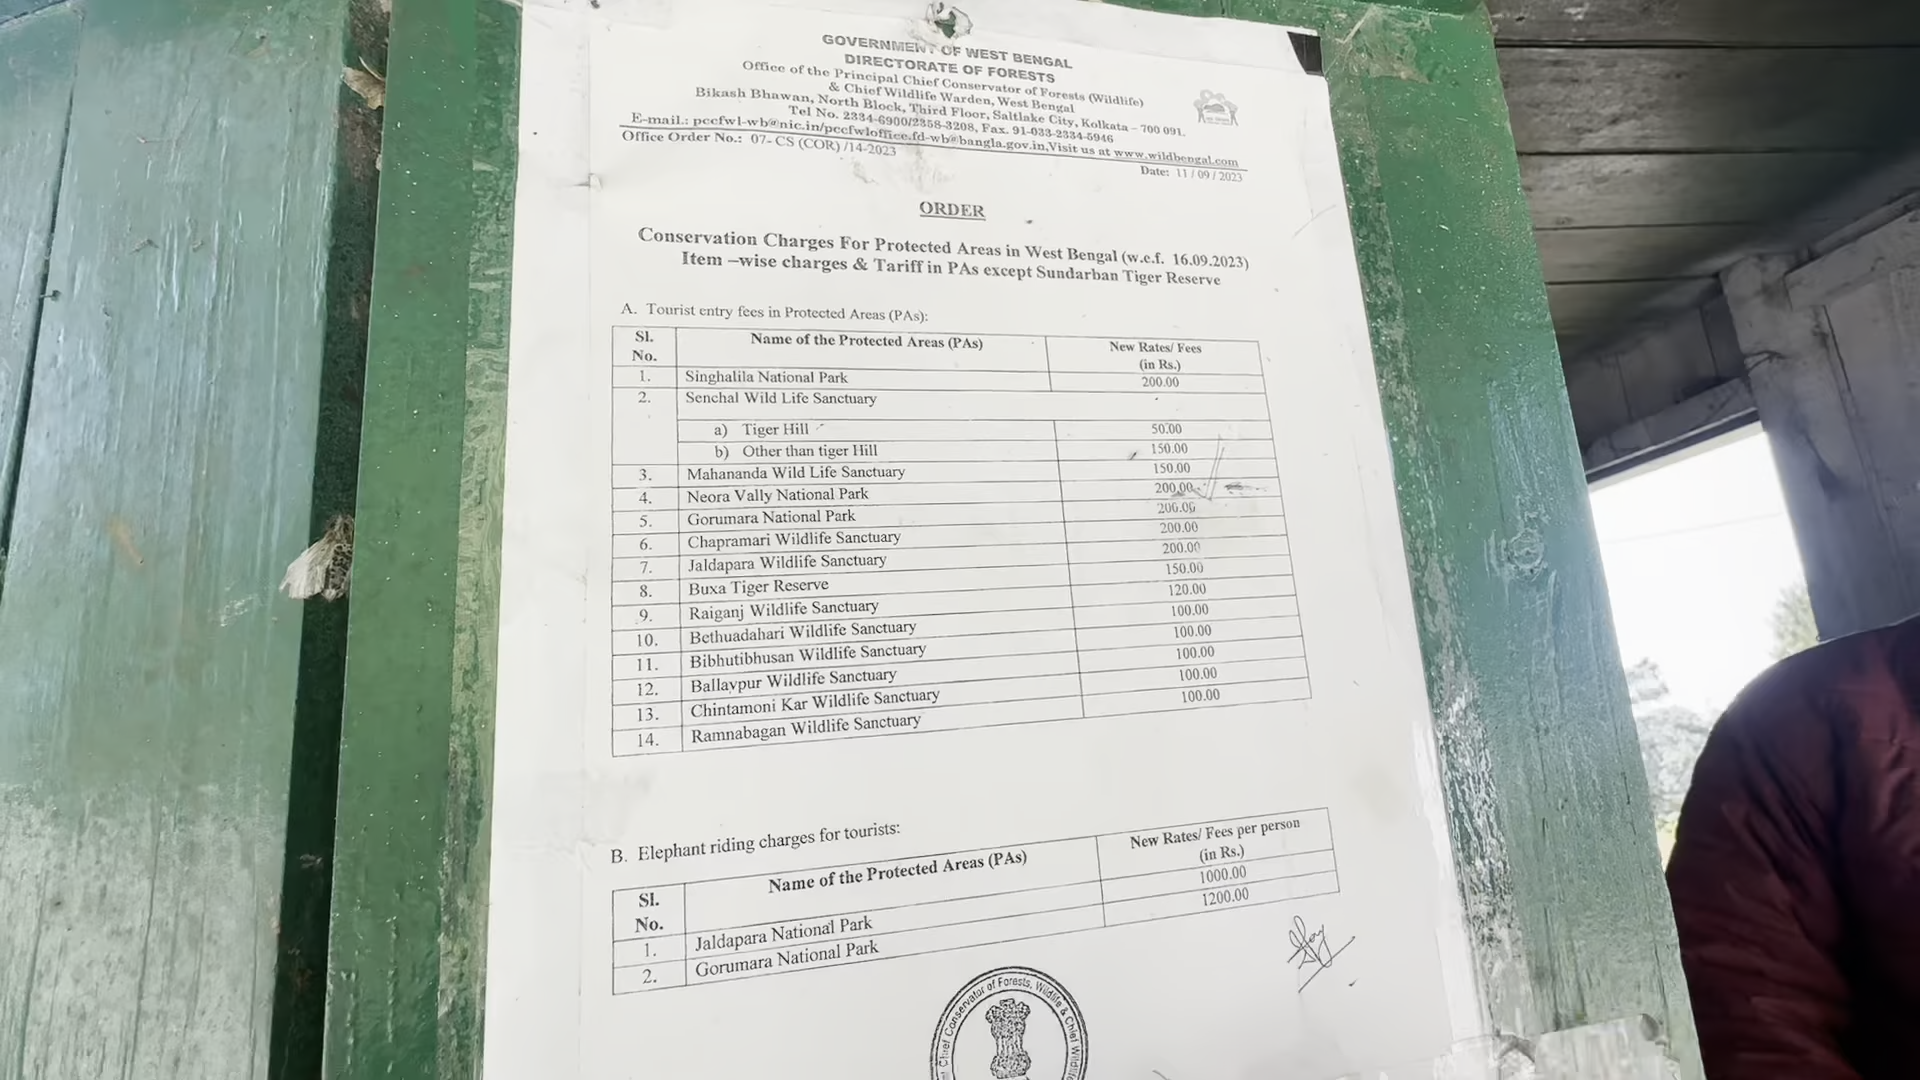 GOVERNMENT OF WEST BENGAL
DIRECTORATE OF FORESTS
Office of the Principal Chief Conservator of Forests (Wildlife)
& Chief Wildlife Warden, West Bengal
Bikash Bhawan, North Block, Third Floor, Saltlake City, Kolkata – 700 091.
Tel No. 2334-6900/2358-3208, Fax. 91-033-2334-5946
E-mail.: pccfwl-wb@nic.in/pccfwloffice.fd-wb@bangla.gov.in,Visit us at www.wildbengal.com
Office Order No.: 07- CS (COR) /14-2023
Date: 11 / 09 / 2023
ORDER
Conservation Charges For Protected Areas in West Bengal (w.e.f. 16.09.2023)
Item –wise charges & Tariff in PAs except Sundarban Tiger Reserve
A. Tourist entry fees in Protected Areas (PAs):
Sl. No. Name of the Protected Areas (PAs) New Rates/ Fees (in Rs.)
1. Singhalila National Park 200.00
2. Senchal Wild Life Sanctuary
a) Tiger Hill 50.00
b) Other than tiger Hill 150.00
3. Mahananda Wild Life Sanctuary 150.00
4. Neora Vally National Park 200.00
5. Gorumara National Park 200.00
6. Chapramari Wildlife Sanctuary 200.00
7. Jaldapara Wildlife Sanctuary 200.00
8. Buxa Tiger Reserve 150.00
9. Raiganj Wildlife Sanctuary 120.00
10. Bethuadahari Wildlife Sanctuary 100.00
11. Bibhutibhusan Wildlife Sanctuary 100.00
12. Ballavpur Wildlife Sanctuary 100.00
13. Chintamoni Kar Wildlife Sanctuary 100.00
14. Ramnabagan Wildlife Sanctuary 100.00
B. Elephant riding charges for tourists:
Sl. No. Name of the Protected Areas (PAs) New Rates/ Fees per person (in Rs.)
1. Jaldapara National Park 1000.00
2. Gorumara National Park 1200.00
Chief Conservator of Forests, Wildlife & Chief